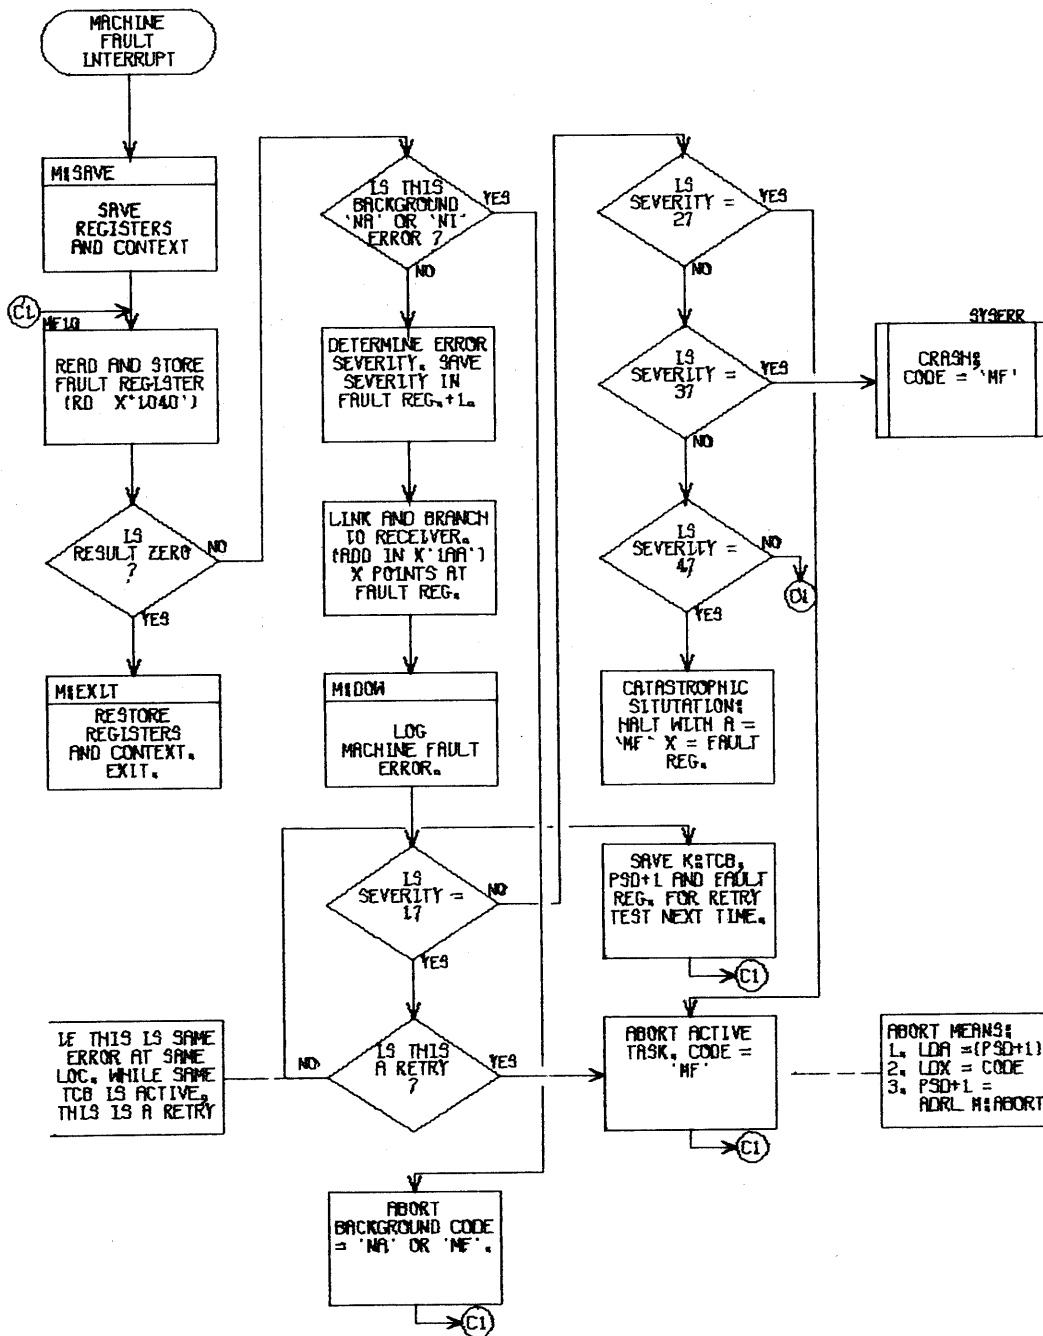 MACHINE
FAULT
INTERRUPT
M:SAVE
SAVE
REGISTERS
AND CONTEXT
C1
MF10
READ AND STORE
FAULT REGISTER
(RD X'1040')
IS
RESULT ZERO
?
NO
YES
M:EXIT
RESTORE
REGISTERS
AND CONTEXT.
EXIT.
IS THIS
BACKGROUND
'NA' OR 'NI'
ERROR ?
YES
NO
DETERMINE ERROR
SEVERITY. SAVE
SEVERITY IN
FAULT REG.+1.
LINK AND BRANCH
TO RECEIVER.
(ADD IN X'1AA')
X POINTS AT
FAULT REG.
M:DOW
LOG
MACHINE FAULT
ERROR.
IS
SEVERITY =
1?
NO
YES
IF THIS IS SAME
ERROR AT SAME
LOC. WHILE SAME
TCB IS ACTIVE,
THIS IS A RETRY
NO
IS THIS
A RETRY
?
YES
ABORT
BACKGROUND CODE
= 'NA' OR 'MF'.
C1
IS
SEVERITY =
2?
YES
NO
IS
SEVERITY =
3?
YES
NO
SYSERR
CRASH;
CODE = 'MF'
IS
SEVERITY =
4?
NO
C1
YES
CATASTROPHIC
SITUTATION:
HALT WITH A =
'MF' X = FAULT
REG.
SAVE K:TCB,
PSD+1 AND FAULT
REG. FOR RETRY
TEST NEXT TIME.
C1
ABORT ACTIVE
TASK. CODE =
'MF'
C1
ABORT MEANS:
1. LDA =(PSD+1)
2. LDX = CODE
3. PSD+1 =
ADRL M:ABORT